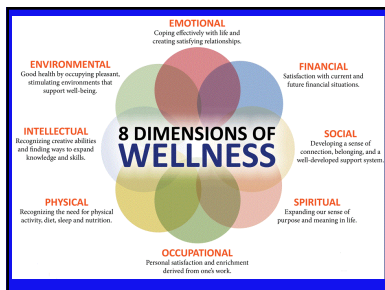 EMOTIONAL
Coping effectively with life and
creating satisfying relationships.
ENVIRONMENTAL
Good health by occupying pleasant,
stimulating environments that
support well-being.
FINANCIAL
Satisfaction with current and
future financial situations.
INTELLECTUAL
Recognizing creative abilities
and finding ways to expand
knowledge and skills.
8 DIMENSIONS OF
WELLNESS
SOCIAL
Developing a sense of
connection, belonging, and a
well-developed support system.
PHYSICAL
Recognizing the need for physical
activity, diet, sleep and nutrition.
SPIRITUAL
Expanding our sense of
purpose and meaning in life.
OCCUPATIONAL
Personal satisfaction and enrichment
derived from one's work.